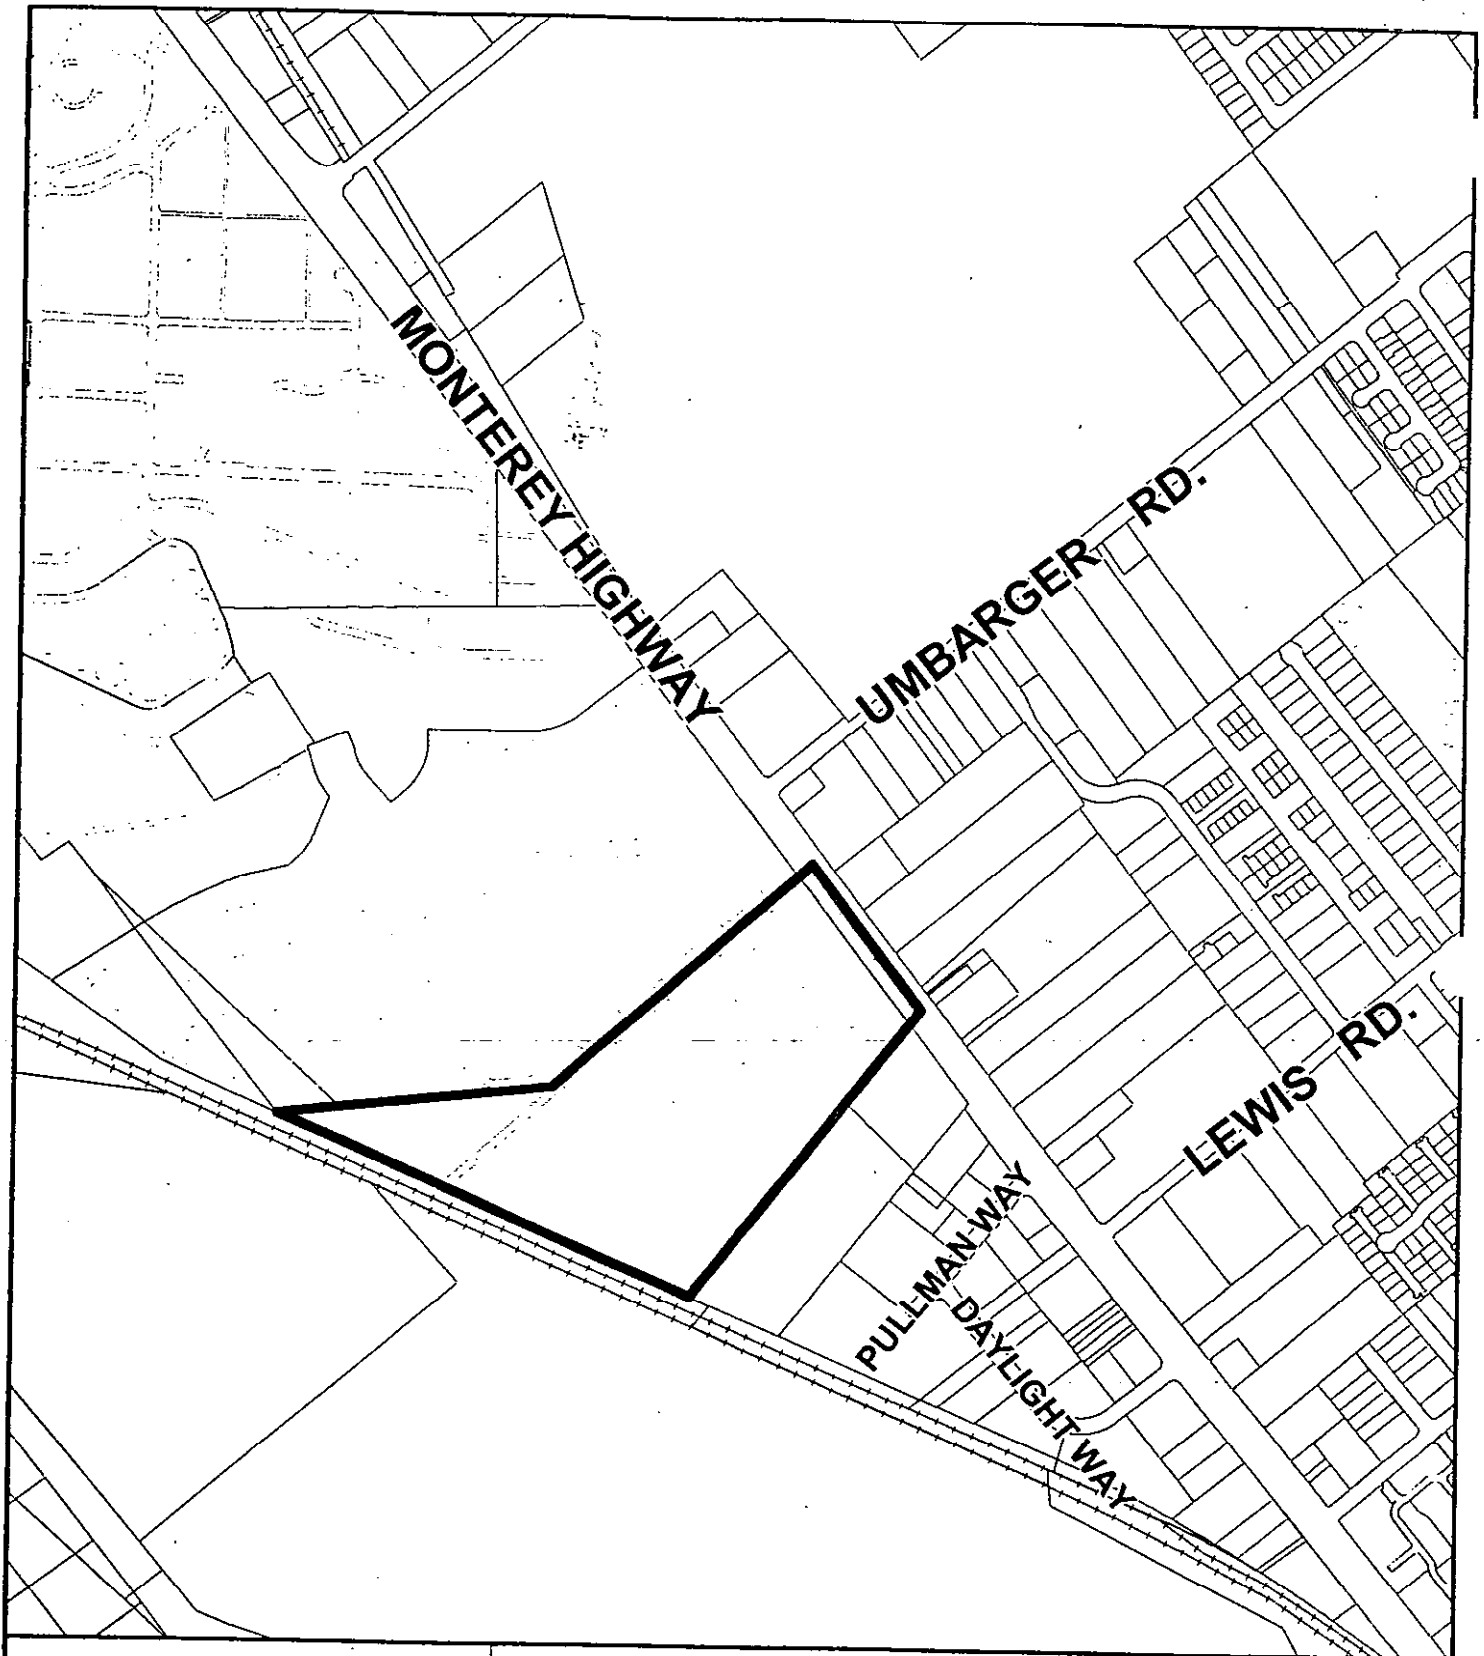 MONTEREY HIGHWAY
UMBARGER RD.
LEWIS RD.
PULLMAN WAY
DAYLIGHT WAY